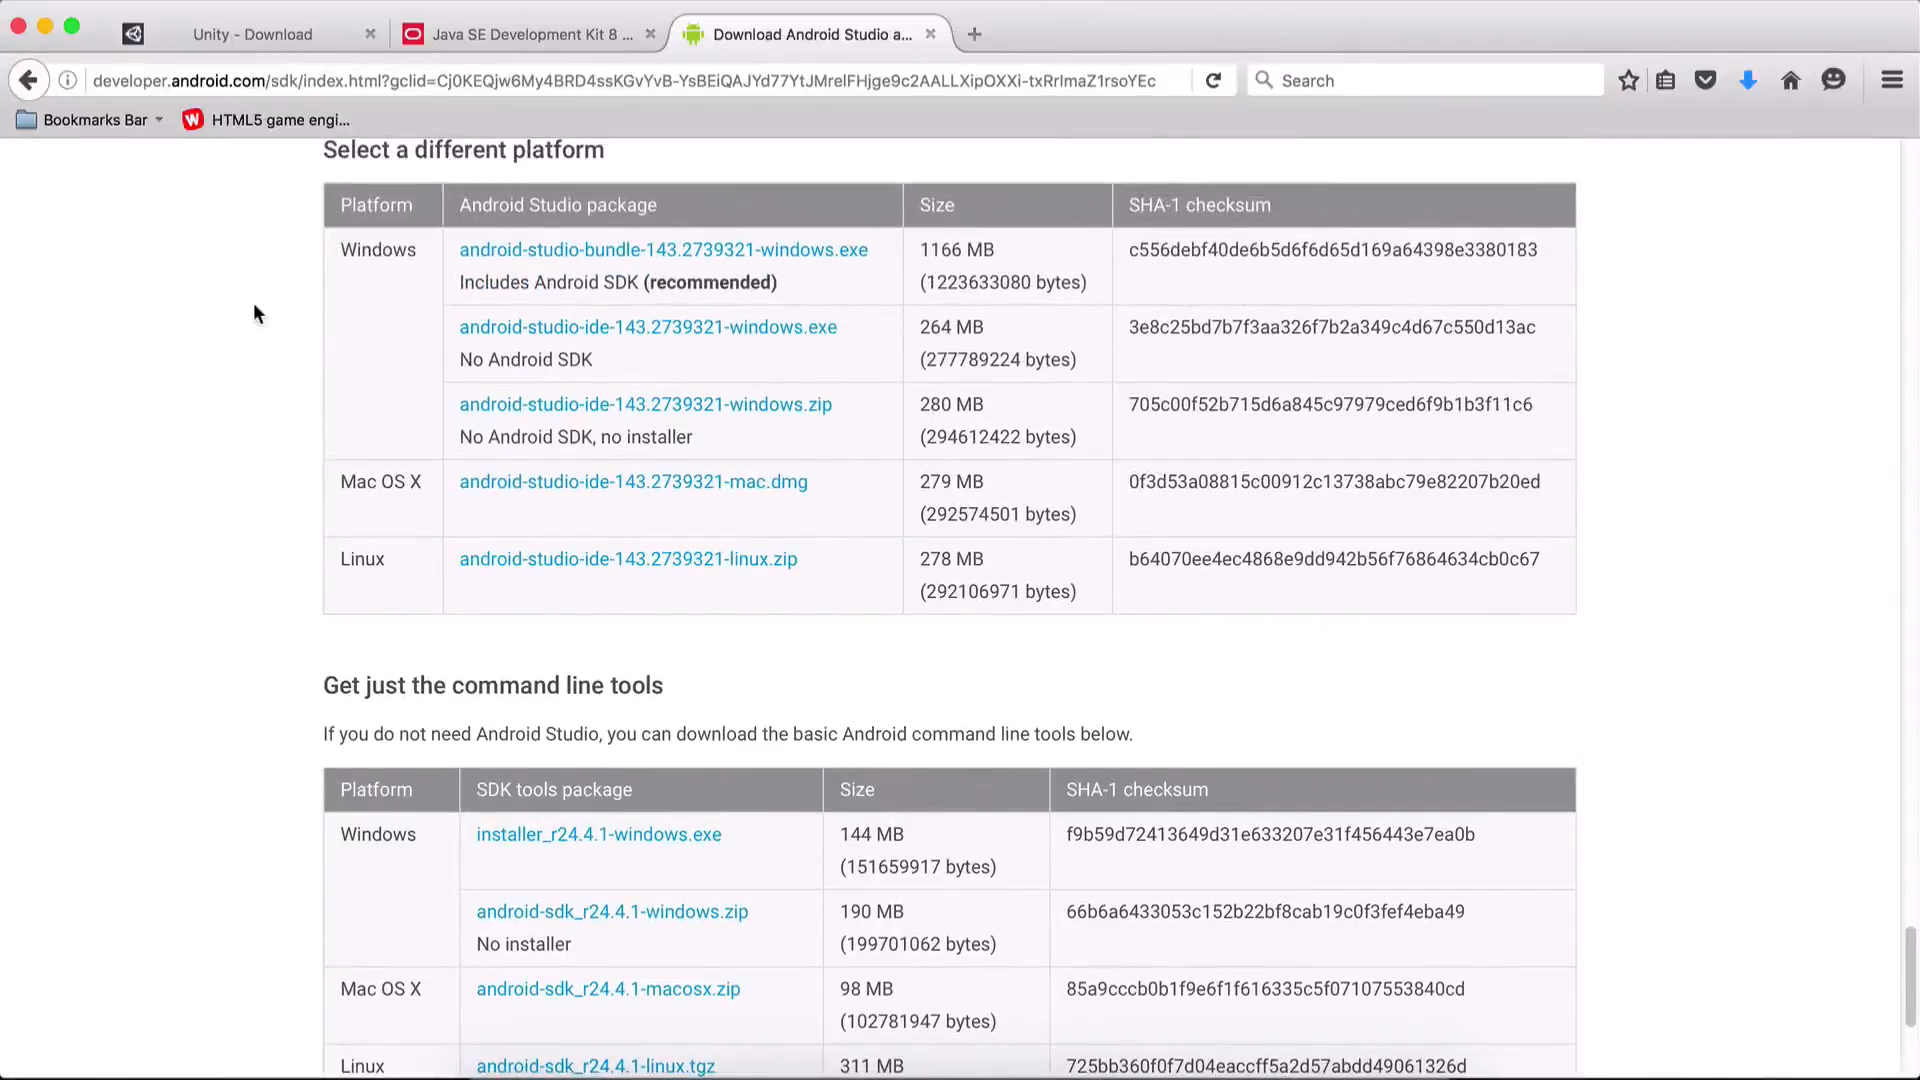 Unity - Download
Java SE Development Kit 8 ...
Download Android Studio a...
developer.android.com/sdk/index.html?gclid=Cj0KEQjw6My4BRD4ssKGvYvB-YsBEiQAJYd77YtJMrelFHjge9c2AALLXipOXXi-txRrImaZ1rsoYEc
Search
Bookmarks Bar
HTML5 game engi...
Select a different platform
Platform Android Studio package Size SHA-1 checksum
Windows android-studio-bundle-143.2739321-windows.exe 1166 MB c556debf40de6b5d6f6d65d169a64398e3380183
Includes Android SDK (recommended) (1223633080 bytes)
android-studio-ide-143.2739321-windows.exe 264 MB 3e8c25bd7b7f3aa326f7b2a349c4d67c550d13ac
No Android SDK (277789224 bytes)
android-studio-ide-143.2739321-windows.zip 280 MB 705c00f52b715d6a845c97979ced6f9b1b3f11c6
No Android SDK, no installer (294612422 bytes)
Mac OS X android-studio-ide-143.2739321-mac.dmg 279 MB 0f3d53a08815c00912c13738abc79e82207b20ed
(292574501 bytes)
Linux android-studio-ide-143.2739321-linux.zip 278 MB b64070ee4ec4868e9dd942b56f76864634cb0c67
(292106971 bytes)
Get just the command line tools
If you do not need Android Studio, you can download the basic Android command line tools below.
Platform SDK tools package Size SHA-1 checksum
Windows installer_r24.4.1-windows.exe 144 MB f9b59d72413649d31e633207e31f456443e7ea0b
(151659917 bytes)
android-sdk_r24.4.1-windows.zip 190 MB 66b6a6433053c152b22bf8cab19c0f3fef4eba49
No installer (199701062 bytes)
Mac OS X android-sdk_r24.4.1-macosx.zip 98 MB 85a9cccb0b1f9e6f1f616335c5f07107553840cd
(102781947 bytes)
Linux android-sdk_r24.4.1-linux.tgz 311 MB 725bb360f0f7d04eaccff5a2d57abdd49061326d